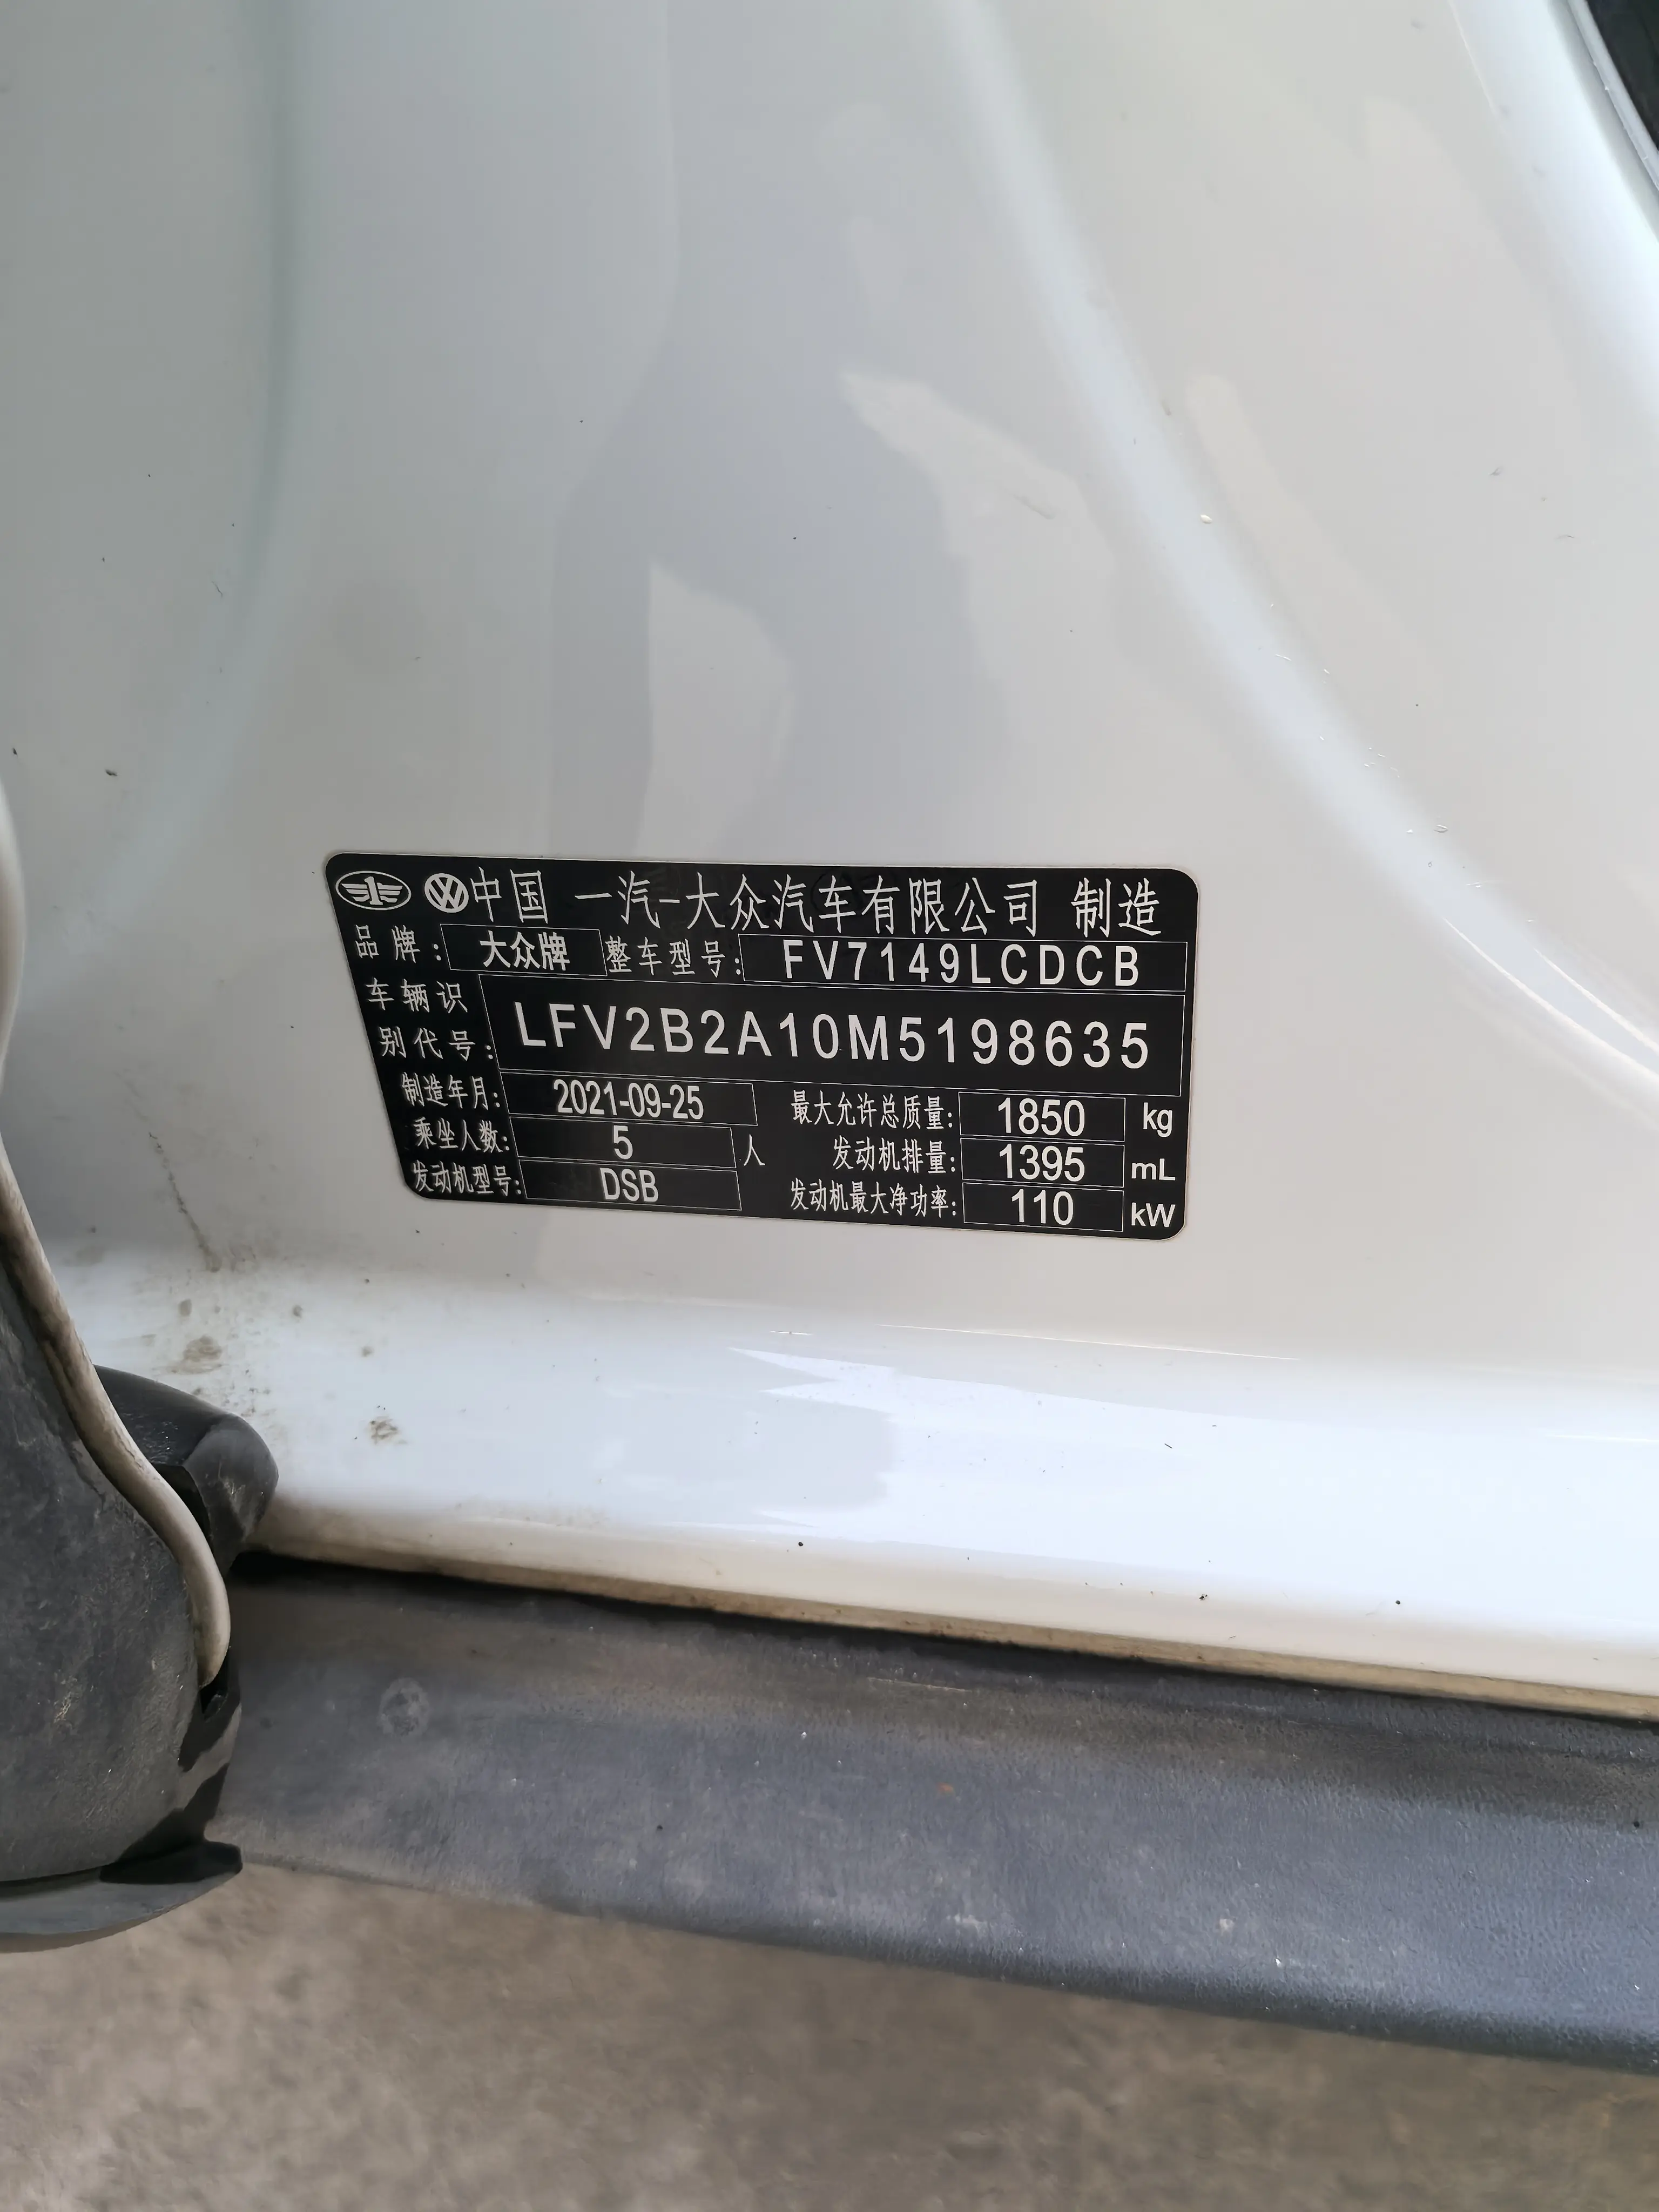 中国 一汽-大众汽车有限公司 制造
品牌: 大众牌 整车型号: FV7149LCDCB
车辆识别代号: LFV2B2A10M5198635
制造年月: 2021-09-25 最大允许总质量: 1850 kg
乘坐人数: 5 人 发动机排量: 1395 mL
发动机型号: DSB 发动机最大净功率: 110 kW